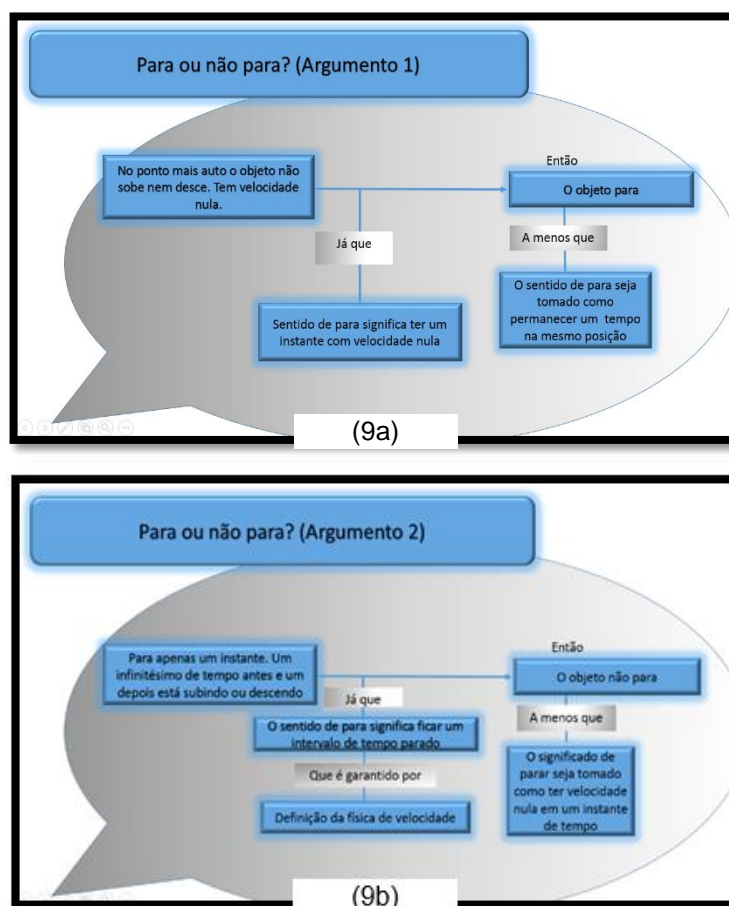 Para ou não para? (Argumento 1)
No ponto mais auto o objeto não
sobe nem desce. Tem velocidade
nula.
Então
O objeto para
Já que
A menos que
Sentido de para significa ter um
instante com velocidade nula
O sentido de para seja
tomado como
permanecer um tempo
na mesmo posição
(9a)
Para ou não para? (Argumento 2)
Para apenas um instante. Um
infinitésimo de tempo antes e um
depois está subindo ou descendo
Então
O objeto não para
Já que
A menos que
O sentido de para significa ficar um
intervalo de tempo parado
Que é garantido por
Definição da física de velocidade
O significado de
parar seja tomado
como ter velocidade
nula em um instante
de tempo
(9b)